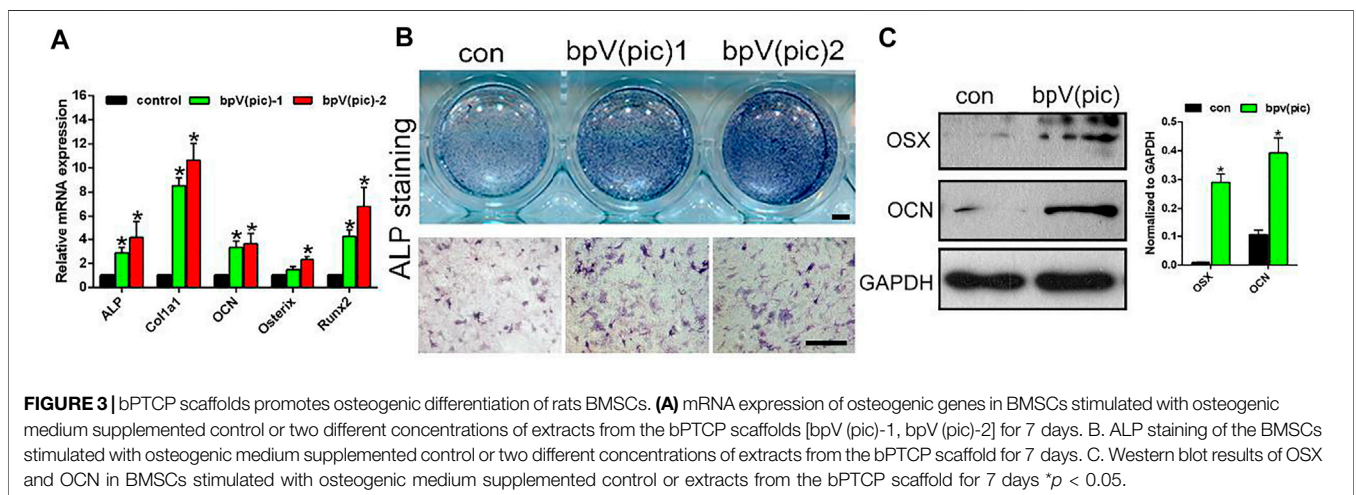 A
B
C
con bpV(pic)1 bpV(pic)2
control bpV(pic)-1 bpV(pic)-2
Relative mRNA expression
16
14
12
10
8
6
4
2
0
* * * * * * * * *
ALP Col1a1 OCN Osterix Runx2
ALP staining
con bpV(pic)
OSX
OCN
GAPDH
con bpv(pic)
Normalized to GAPDH
0.5
0.4
0.3
0.2
0.1
0.0
* *
OSX OCN
FIGURE 3 | bPTCP scaffolds promotes osteogenic differentiation of rats BMSCs. (A) mRNA expression of osteogenic genes in BMSCs stimulated with osteogenic
medium supplemented control or two different concentrations of extracts from the bPTCP scaffolds [bpV (pic)-1, bpV (pic)-2] for 7 days. B. ALP staining of the BMSCs
stimulated with osteogenic medium supplemented control or two different concentrations of extracts from the bPTCP scaffold for 7 days. C. Western blot results of OSX
and OCN in BMSCs stimulated with osteogenic medium supplemented control or extracts from the bPTCP scaffold for 7 days *p < 0.05.